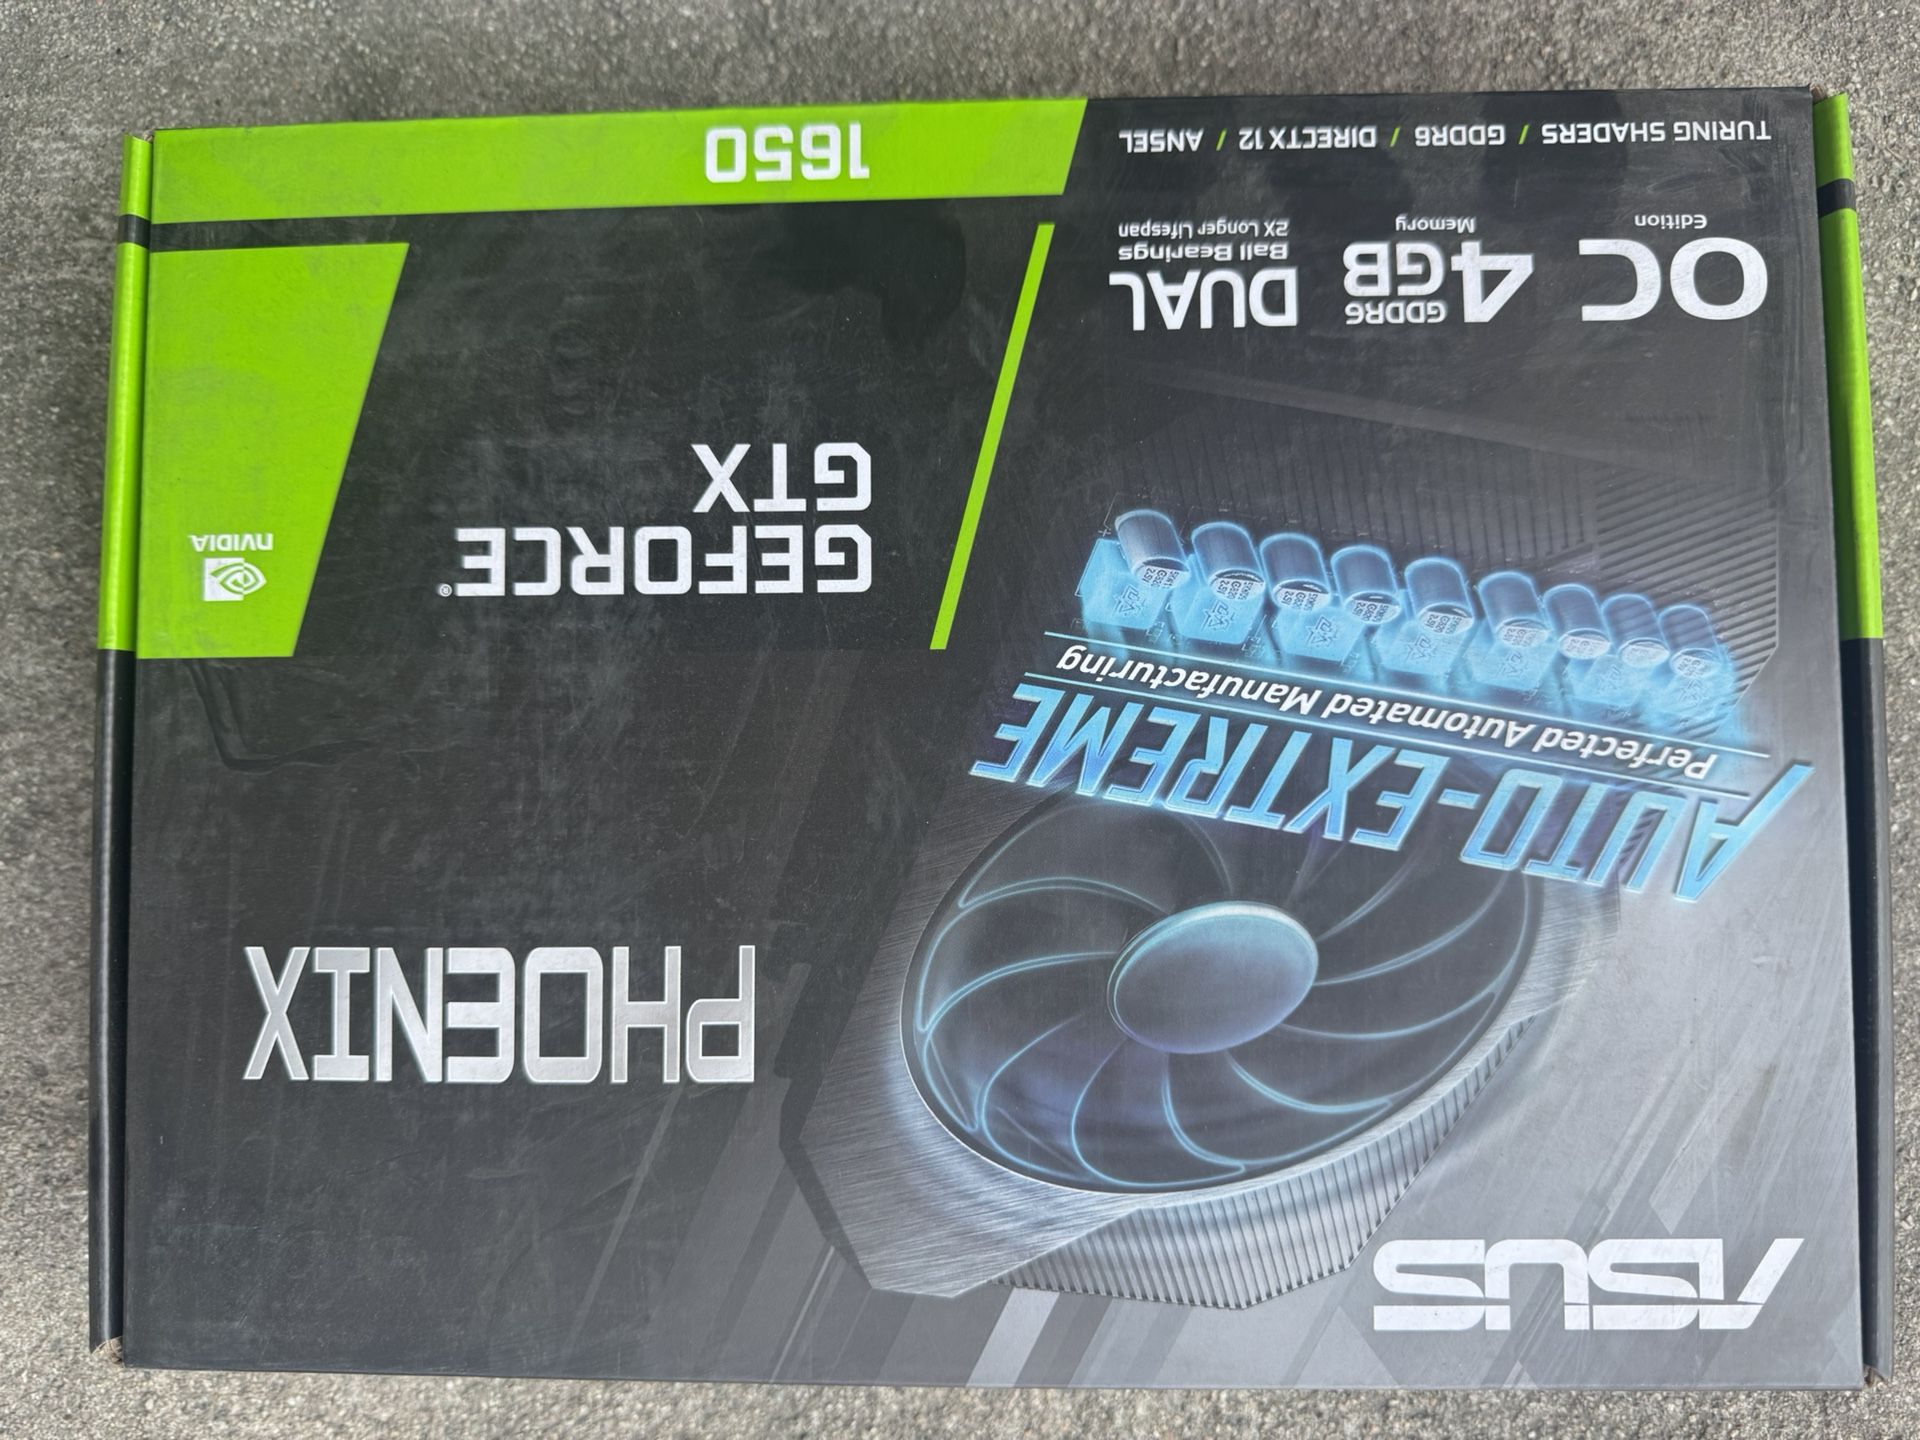 ASUS
PHOENIX
AUTO-EXTREME
Perfected Automated Manufacturing
GEFORCE®
GTX
NVIDIA
OC
Edition
GDDR6
4GB
Memory
DUAL
Ball Bearings
2X Longer Lifespan
TURING SHADERS / GDDR6 / DIRECTX 12 / ANSEL
1650